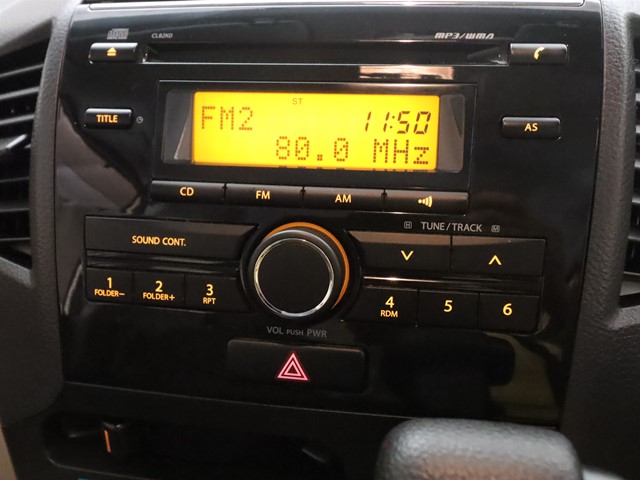 CLB2ND
MP3/WMA
TITLE
ST
FM2
11:50
80.0 MHz
AS
CD
FM
AM
TUNE/TRACK
SOUND CONT.
1
FOLDER−
2
FOLDER+
3
RPT
4
RDM
5
6
VOL PUSH PWR